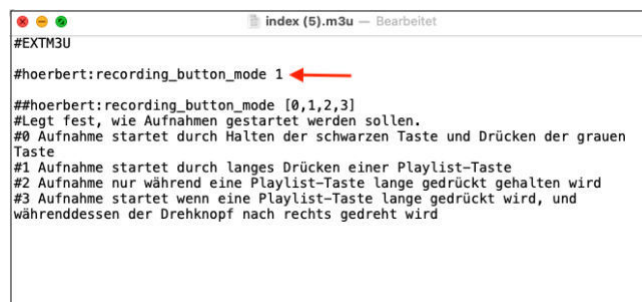 index (5).m3u — Bearbeitet
#EXTM3U
#hoerbert:recording_button_mode 1
##hoerbert:recording_button_mode [0,1,2,3]
#Legt fest, wie Aufnahmen gestartet werden sollen.
#0 Aufnahme startet durch Halten der schwarzen Taste und Drücken der grauen
Taste
#1 Aufnahme startet durch langes Drücken einer Playlist-Taste
#2 Aufnahme nur während eine Playlist-Taste lange gedrückt gehalten wird
#3 Aufnahme startet wenn eine Playlist-Taste lange gedrückt wird, und
währenddessen der Drehknopf nach rechts gedreht wird